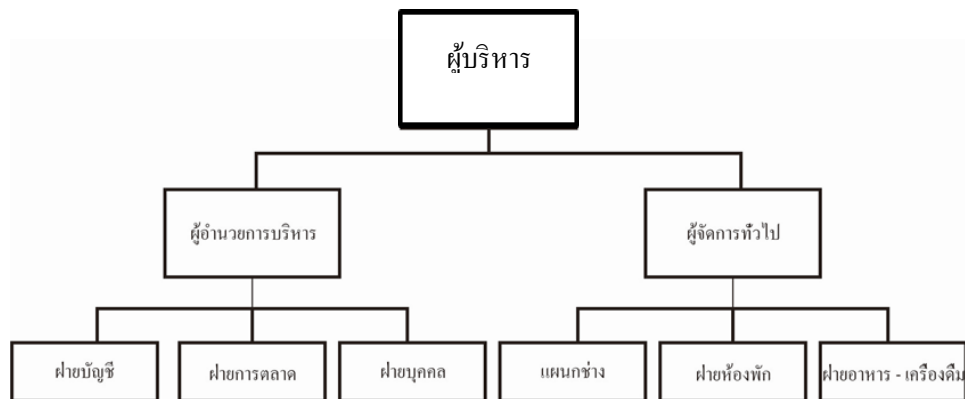 ผู้บริหาร
ผู้อำนวยการบริหาร
ผู้จัดการทั่วไป
ฝ่ายบัญชี
ฝ่ายการตลาด
ฝ่ายบุคคล
แผนกช่าง
ฝ่ายห้องพัก
ฝ่ายอาหาร - เครื่องดื่ม